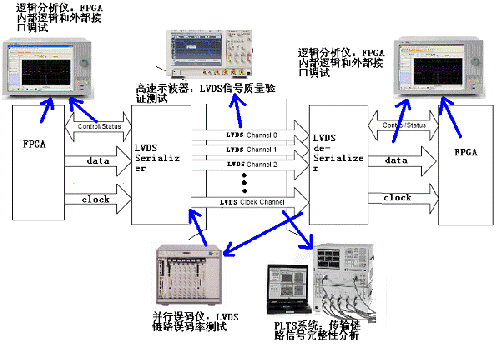 逻辑分析仪，FPGA
内部逻辑和外部接
口调试
高速示波器：LVDS信号质量验
证测试
逻辑分析仪，FPGA
内部逻辑和外部接
口调试
Control/Status
FPGA
data
clock
LVDS
Serializ
er
LVDS Channel 0
LVDS Channel 1
LVDS Channel 2
LVDS Clock Channel
LVDS
de-
Serialize
r
Control/Status
data
clock
FPGA
并行误码仪，LVDS
链路误码率测试
PLTS系统：传输链
路信号完整性分析